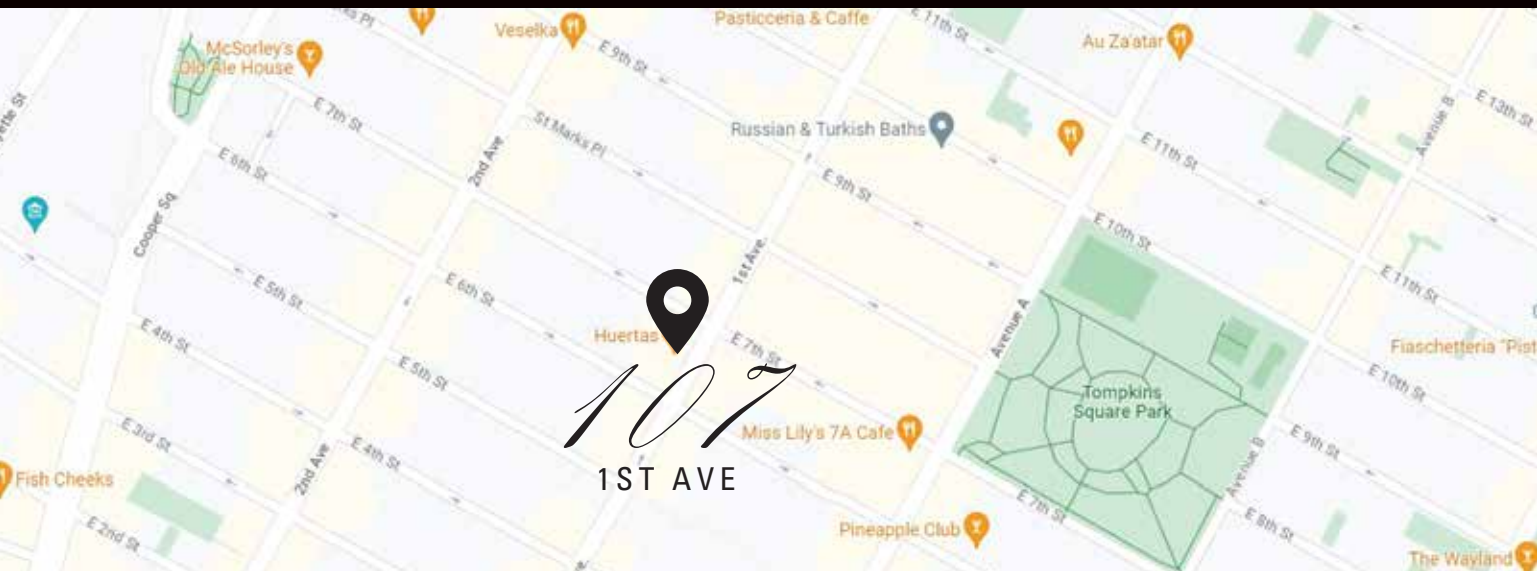 Pasticceria & Caffe
E 11th St
Veselka
Au Za'atar
McSorley's
Old Ale House
E 9th St
E 13th St
Avenue B
E 7th St
St Marks Pl
Russian & Turkish Baths
2nd Ave
E 11th St
E 6th St
E 9th St
Cooper Sq
E 10th St
1st Ave
E 5th St
E 6th St
E 11th St
Avenue A
E 4th St
Huertas
E 7th St
Fiaschetteria "Pist
E 5th St
E 10th St
107
1ST AVE
Tompkins
Square Park
E 3rd St
Miss Lily's 7A Cafe
E 9th St
E 4th St
2nd Ave
Avenue B
Fish Cheeks
E 7th St
E 8th St
E 2nd St
Pineapple Club
The Wayland